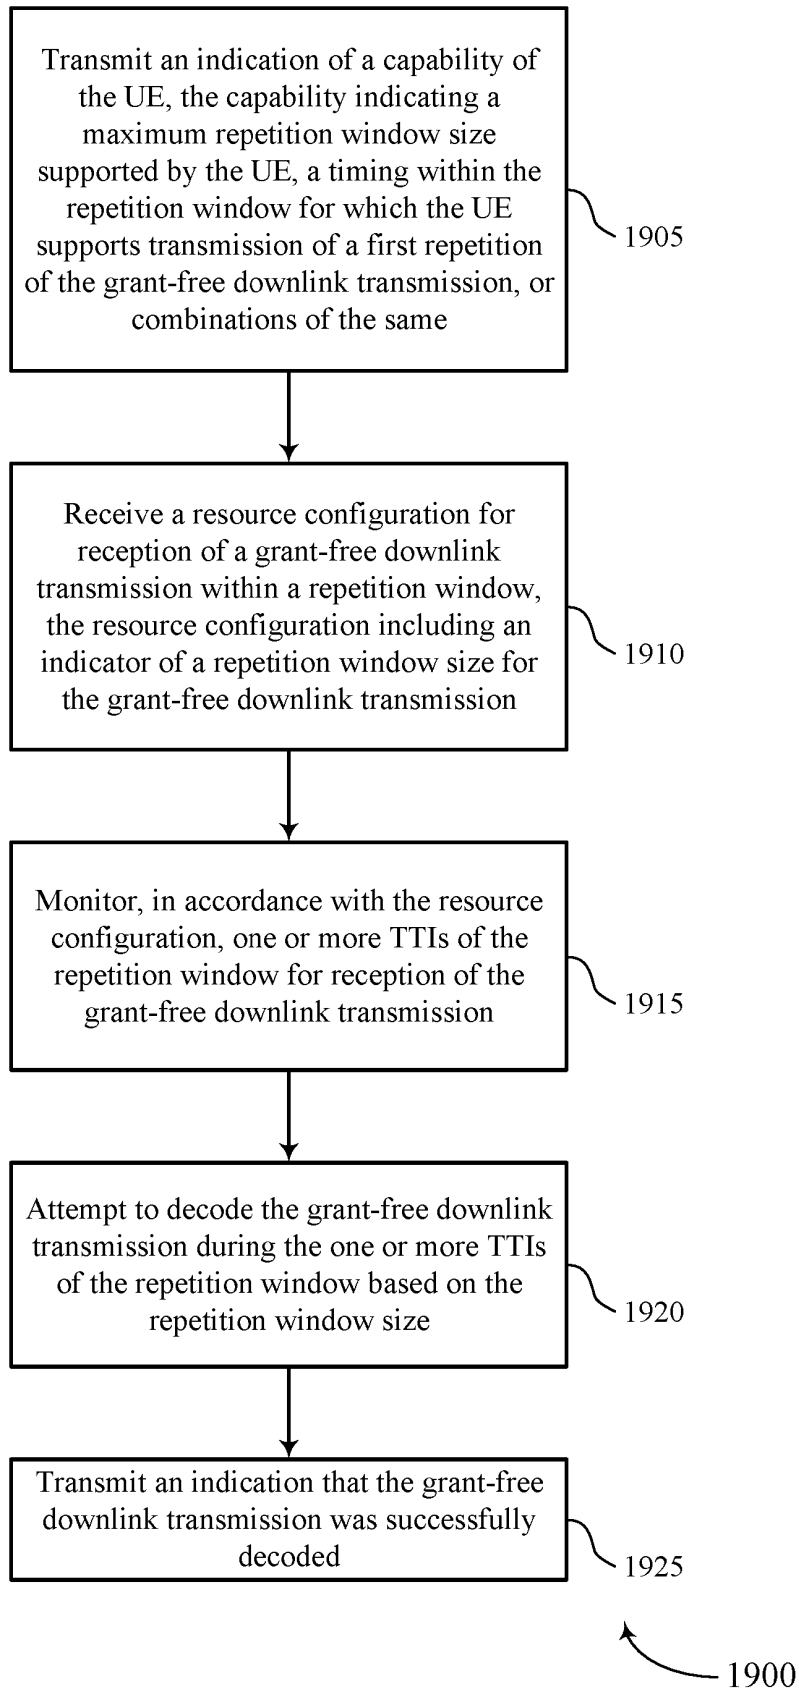 Transmit an indication of a capability of
the UE, the capability indicating a
maximum repetition window size
supported by the UE, a timing within the
repetition window for which the UE
supports transmission of a first repetition
of the grant-free downlink transmission, or
combinations of the same
1905
Receive a resource configuration for
reception of a grant-free downlink
transmission within a repetition window,
the resource configuration including an
indicator of a repetition window size for
the grant-free downlink transmission
1910
Monitor, in accordance with the resource
configuration, one or more TTIs of the
repetition window for reception of the
grant-free downlink transmission
1915
Attempt to decode the grant-free downlink
transmission during the one or more TTIs
of the repetition window based on the
repetition window size
1920
Transmit an indication that the grant-free
downlink transmission was successfully
decoded
1925
1900